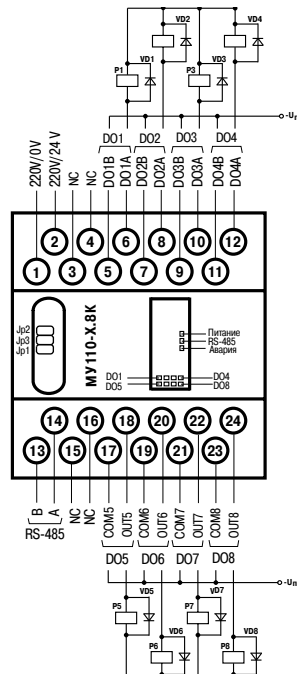 VD2 VD4
P1 VD1 P3 VD3
-Uп
DO1 DO2 DO3 DO4
220V/0V 220V/24 V NC NC DO1B DO1A DO2B DO2A DO3B DO3A DO4B DO4A
2 4 6 8 10 12
1 3 5 7 9 11
Jp2
Jp3
Jp1
МУ110-Х.8К
Питание
RS-485
Авария
DO1 DO4
DO5 DO8
14 16 18 20 22 24
13 15 17 19 21 23
B A NC NC COM5 OUT5 COM6 OUT6 COM7 OUT7 COM8 OUT8
RS-485
DO5 DO6 DO7 DO8
-Uп
P5 VD5 P7 VD7
P6 VD6 P8 VD8